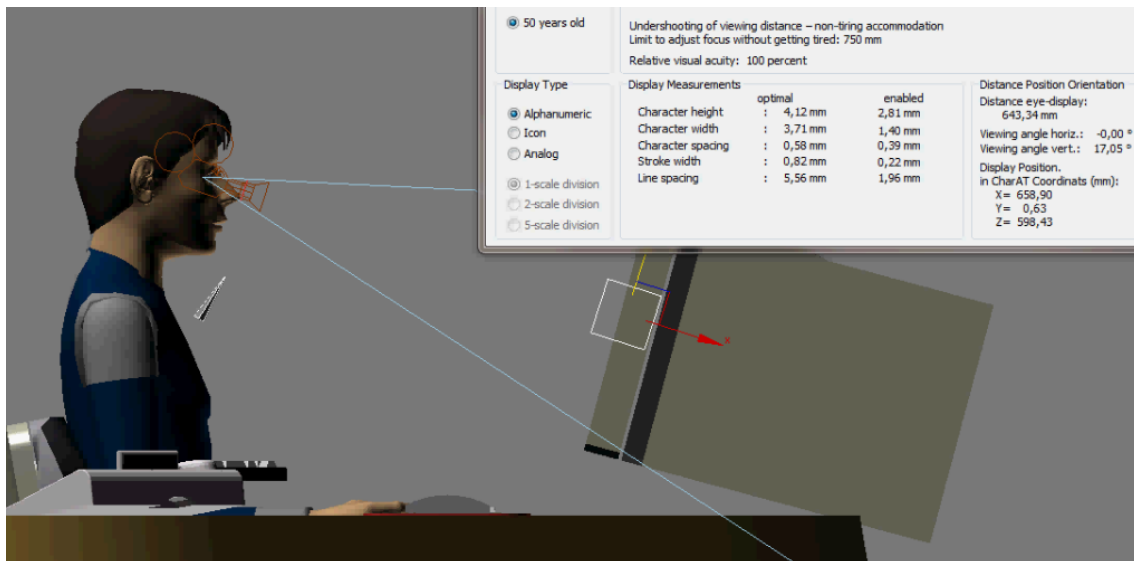 50 years old
Undershooting of viewing distance – non-tiring accommodation
Limit to adjust focus without getting tired: 750 mm
Relative visual acuity: 100 percent
Display Type
Alphanumeric
Icon
Analog
1-scale division
2-scale division
5-scale division
Display Measurements
optimal enabled
Character height : 4,12 mm 2,81 mm
Character width : 3,71 mm 1,40 mm
Character spacing : 0,58 mm 0,39 mm
Stroke width : 0,82 mm 0,22 mm
Line spacing : 5,56 mm 1,96 mm
Distance Position Orientation
Distance eye-display:
643,34 mm
Viewing angle horiz.: -0,00 °
Viewing angle vert.: 17,05 °
Display Position.
in CharAT Coordinats (mm):
X= 658,90
Y= 0,63
Z= 598,43
x